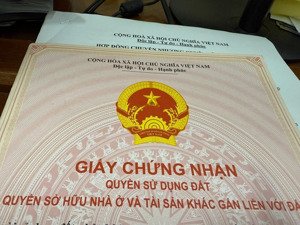 CỘNG HÒA XÃ HỘI CHỦ NGHĨA VIỆT NAM
Độc lập - Tự do - Hạnh phúc
HỢP ĐỒNG CHUYỂN NHƯỢNG
CỘNG HÒA XÃ HỘI CHỦ NGHĨA VIỆT NAM
Độc lập - Tự do - Hạnh phúc
GIẤY CHỨNG NHẬN
QUYỀN SỬ DỤNG ĐẤT
QUYỀN SỞ HỮU NHÀ Ở VÀ TÀI SẢN KHÁC GẮN LIỀN VỚI